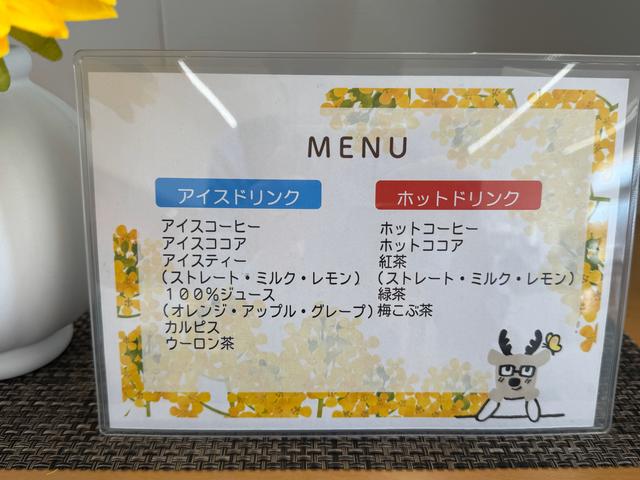 MENU
アイスドリンク
アイスコーヒー
アイスココア
アイスティー
(ストレート・ミルク・レモン)
１００％ジュース
(オレンジ・アップル・グレープ)
カルピス
ウーロン茶
ホットドリンク
ホットコーヒー
ホットココア
紅茶
(ストレート・ミルク・レモン)
緑茶
梅こぶ茶